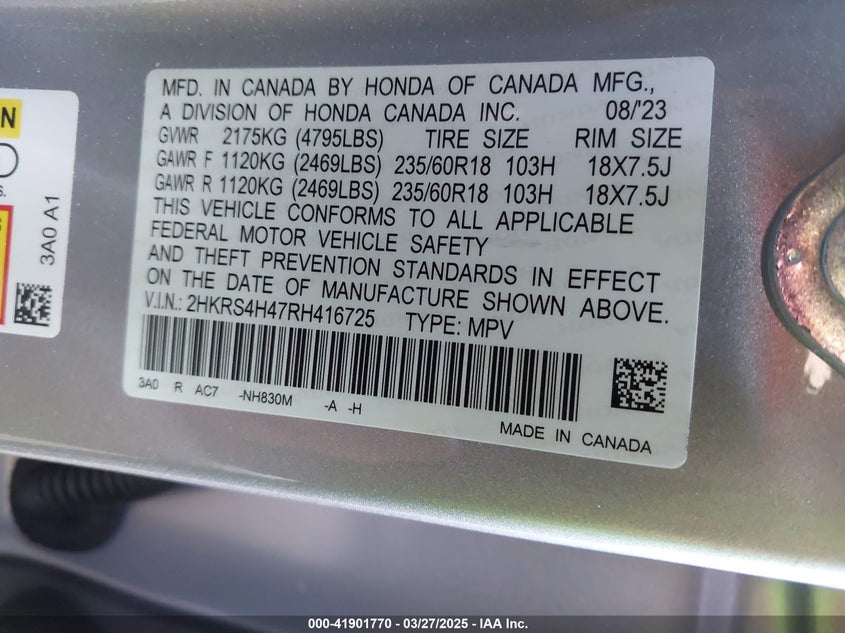 N
S.
S
3A0 A1
MFD. IN CANADA BY HONDA OF CANADA MFG.,
A DIVISION OF HONDA CANADA INC. 08/'23
GVWR 2175KG (4795LBS) TIRE SIZE RIM SIZE
GAWR F 1120KG (2469LBS) 235/60R18 103H 18X7.5J
GAWR R 1120KG (2469LBS) 235/60R18 103H 18X7.5J
THIS VEHICLE CONFORMS TO ALL APPLICABLE
FEDERAL MOTOR VEHICLE SAFETY
AND THEFT PREVENTION STANDARDS IN EFFECT
ON THE DATE OF MANUFACTURE SHOWN ABOVE.
V.I.N.: 2HKRS4H47RH416725 TYPE: MPV
3A0 R AC7 -NH830M -A -H
MADE IN CANADA
000-41901770 — 03/27/2025 — IAA Inc.